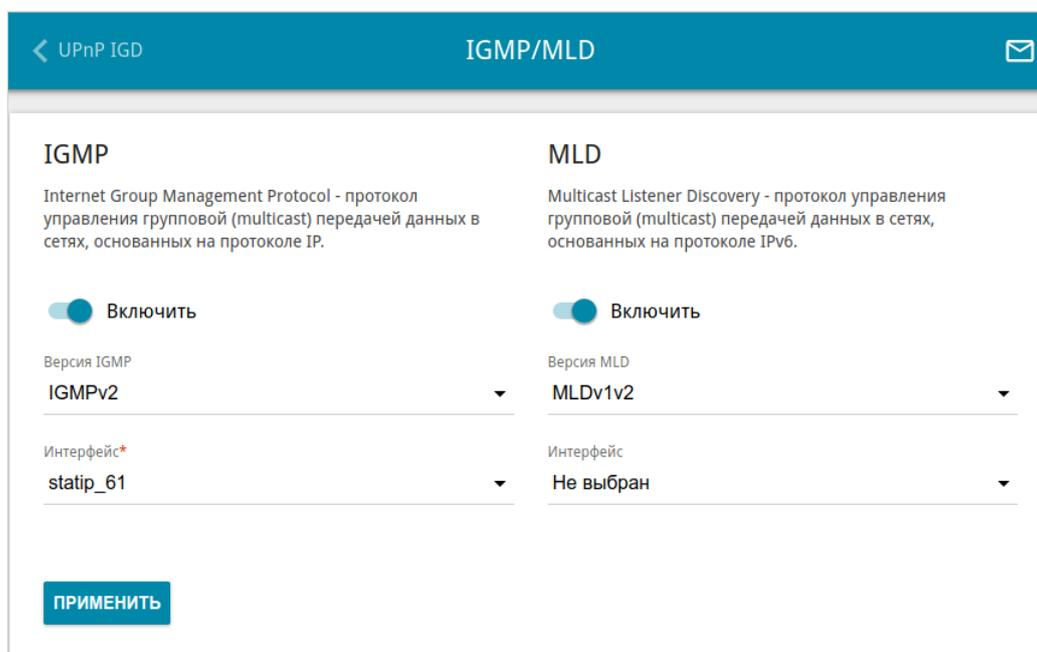 UPnP IGD
IGMP/MLD
IGMP
Internet Group Management Protocol - протокол
управления групповой (multicast) передачей данных в
сетях, основанных на протоколе IP.
Включить
Версия IGMP
IGMPv2
Интерфейс*
statip_61
MLD
Multicast Listener Discovery - протокол управления
групповой (multicast) передачей данных в сетях,
основанных на протоколе IPv6.
Включить
Версия MLD
MLDv1v2
Интерфейс
Не выбран
ПРИМЕНИТЬ